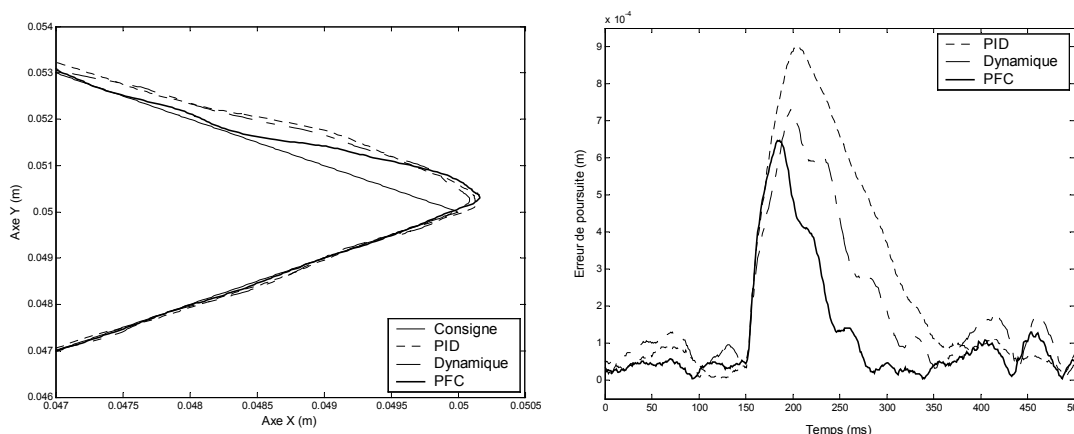 0.054
0.053
0.052
0.051
0.05
0.049
0.048
0.047
0.046
Axe Y (m)
0.047 0.0475 0.048 0.0485 0.049 0.0495 0.05 0.0505
Axe X (m)
Consigne
PID
Dynamique
PFC
x 10-4
9
8
7
6
5
4
3
2
1
0
Erreur de poursuite (m)
0 50 100 150 200 250 300 350 400 450 500
Temps (ms)
PID
Dynamique
PFC